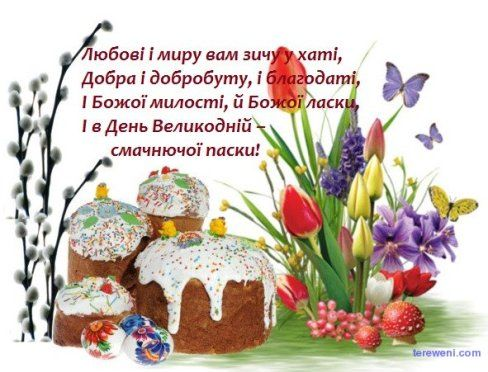 Любові і миру вам зичу у хаті,
Добра і добробуту, і благодаті,
І Божої милості, й Божої ласки,
І в День Великодній –
смачнючої паски!
tereweni.com